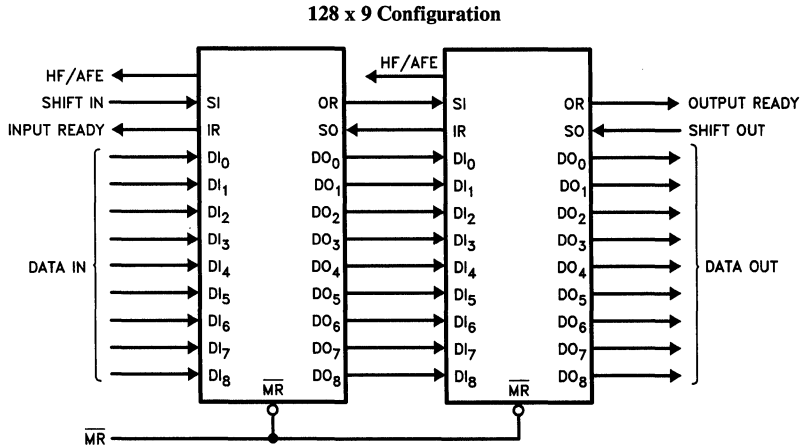 128 x 9 Configuration
HF/AFE HF/AFE
SHIFT IN SI OR SI OR OUTPUT READY
INPUT READY IR SO IR SO SHIFT OUT
DI0 DO0 DI0 DO0
DI1 DO1 DI1 DO1
DI2 DO2 DI2 DO2
DI3 DO3 DI3 DO3
DATA IN DI4 DO4 DI4 DO4 DATA OUT
DI5 DO5 DI5 DO5
DI6 DO6 DI6 DO6
DI7 DO7 DI7 DO7
DI8 M̅R̅ DO8 DI8 M̅R̅ DO8
M̅R̅